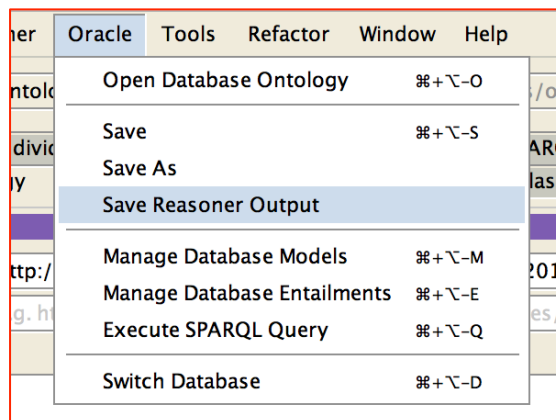 ner Oracle Tools Refactor Window Help
Open Database Ontology ⌘+⌥-O
Save ⌘+⌥-S
Save As
Save Reasoner Output
Manage Database Models ⌘+⌥-M
Manage Database Entailments ⌘+⌥-E
Execute SPARQL Query ⌘+⌥-Q
Switch Database ⌘+⌥-D